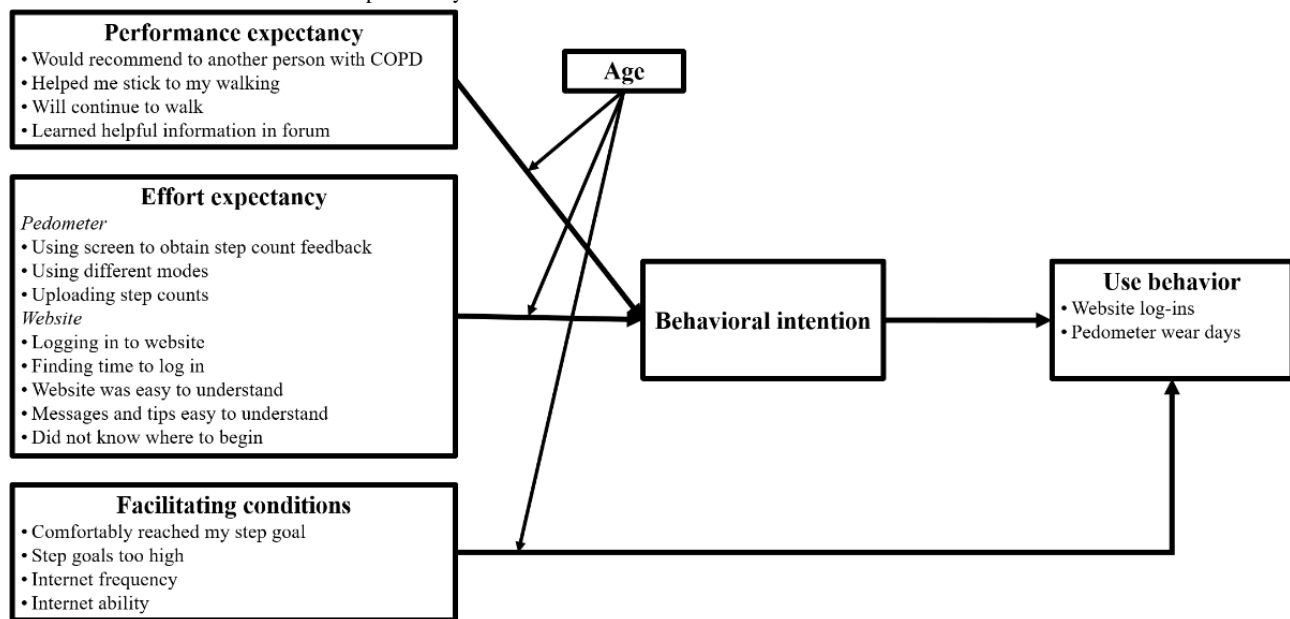 Performance expectancy
• Would recommend to another person with COPD
• Helped me stick to my walking
• Will continue to walk
• Learned helpful information in forum
Age
Effort expectancy
Pedometer
• Using screen to obtain step count feedback
• Using different modes
• Uploading step counts
Website
• Logging in to website
• Finding time to log in
• Website was easy to understand
• Messages and tips easy to understand
• Did not know where to begin
Behavioral intention
Use behavior
• Website log-ins
• Pedometer wear days
Facilitating conditions
• Comfortably reached my step goal
• Step goals too high
• Internet frequency
• Internet ability